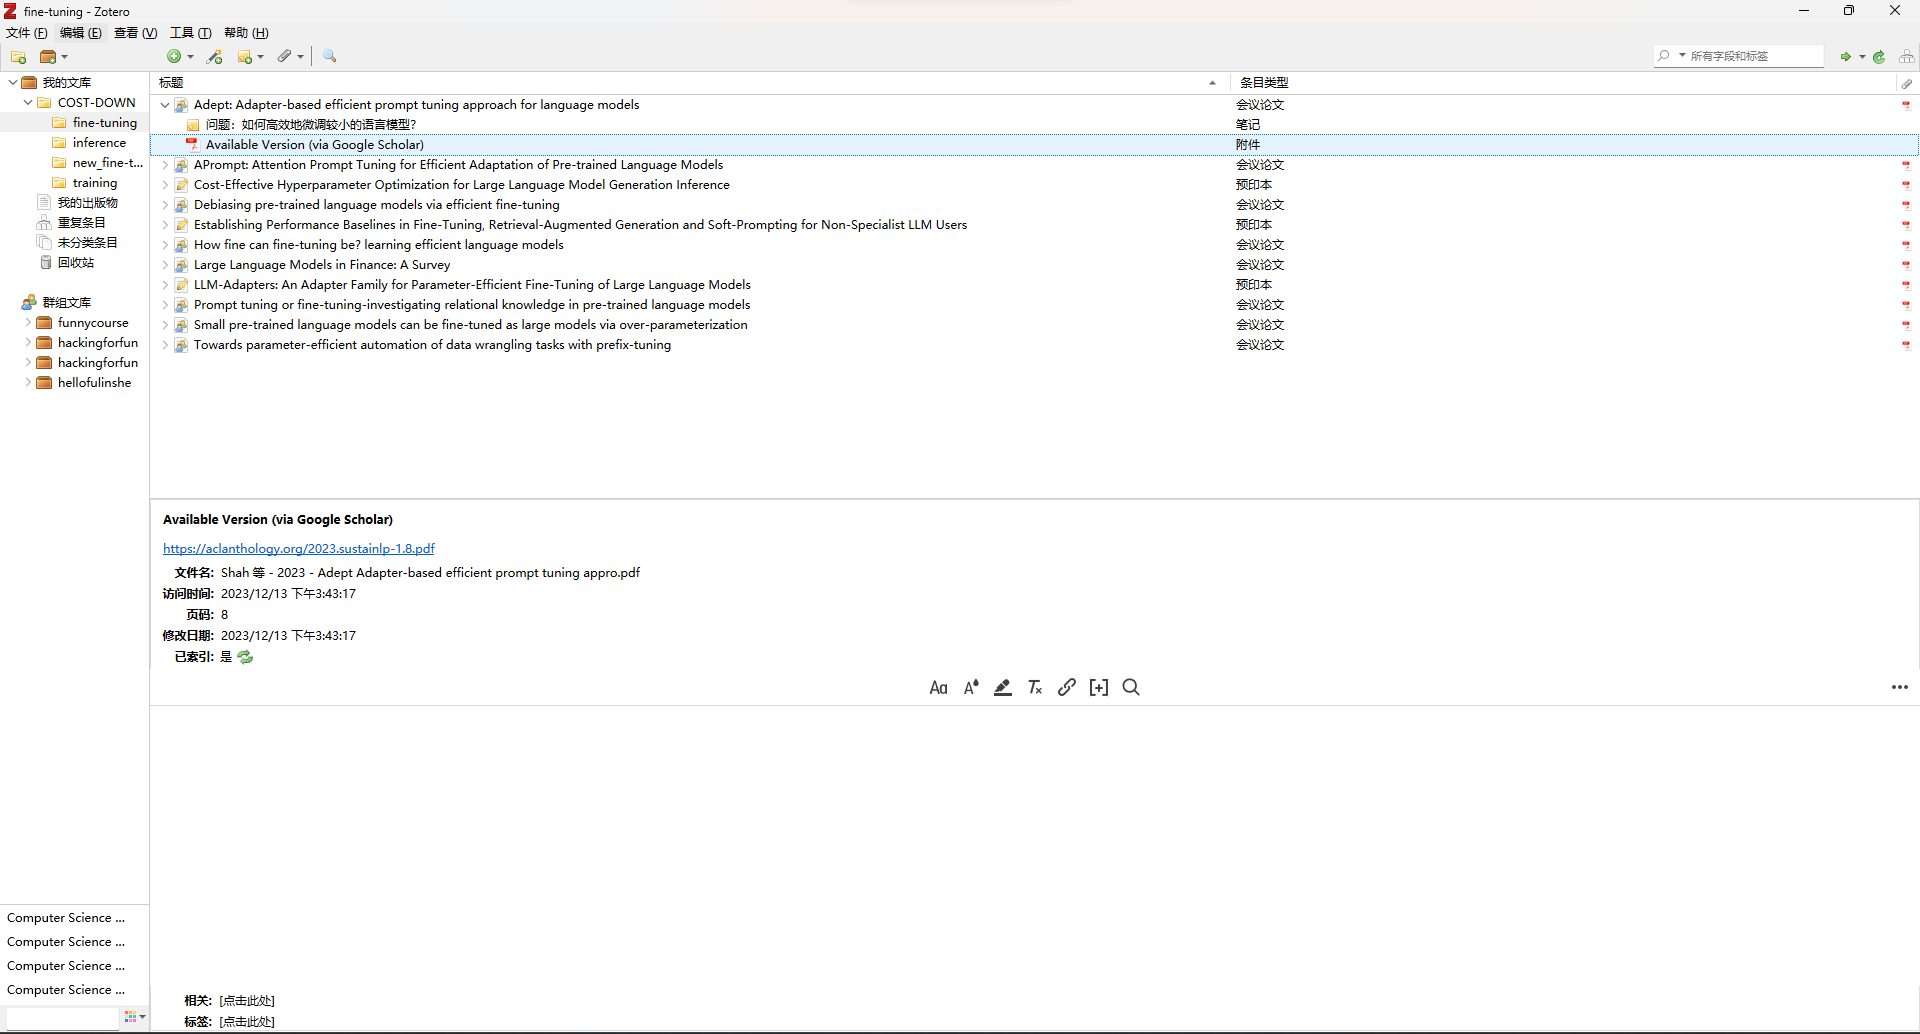 fine-tuning - Zotero
文件 (F) 编辑 (E) 查看 (V) 工具 (T) 帮助 (H)
所有字段和标签
我的文库
COST-DOWN
fine-tuning
inference
new_fine-t...
training
我的出版物
重复条目
未分类条目
回收站
群组文库
funnycourse
hackingforfun
hackingforfun
hellofulinshe
Computer Science ...
Computer Science ...
Computer Science ...
Computer Science ...
标题 条目类型
Adept: Adapter-based efficient prompt tuning approach for language models 会议论文
问题：如何高效地微调较小的语言模型？ 笔记
Available Version (via Google Scholar) 附件
APrompt: Attention Prompt Tuning for Efficient Adaptation of Pre-trained Language Models 会议论文
Cost-Effective Hyperparameter Optimization for Large Language Model Generation Inference 预印本
Debiasing pre-trained language models via efficient fine-tuning 会议论文
Establishing Performance Baselines in Fine-Tuning, Retrieval-Augmented Generation and Soft-Prompting for Non-Specialist LLM Users 预印本
How fine can fine-tuning be? learning efficient language models 会议论文
Large Language Models in Finance: A Survey 会议论文
LLM-Adapters: An Adapter Family for Parameter-Efficient Fine-Tuning of Large Language Models 预印本
Prompt tuning or fine-tuning-investigating relational knowledge in pre-trained language models 会议论文
Small pre-trained language models can be fine-tuned as large models via over-parameterization 会议论文
Towards parameter-efficient automation of data wrangling tasks with prefix-tuning 会议论文
Available Version (via Google Scholar)
https://aclanthology.org/2023.sustainlp-1.8.pdf
文件名: Shah 等 - 2023 - Adept Adapter-based efficient prompt tuning appro.pdf
访问时间: 2023/12/13 下午3:43:17
页码: 8
修改日期: 2023/12/13 下午3:43:17
已索引: 是
相关: [点击此处]
标签: [点击此处]